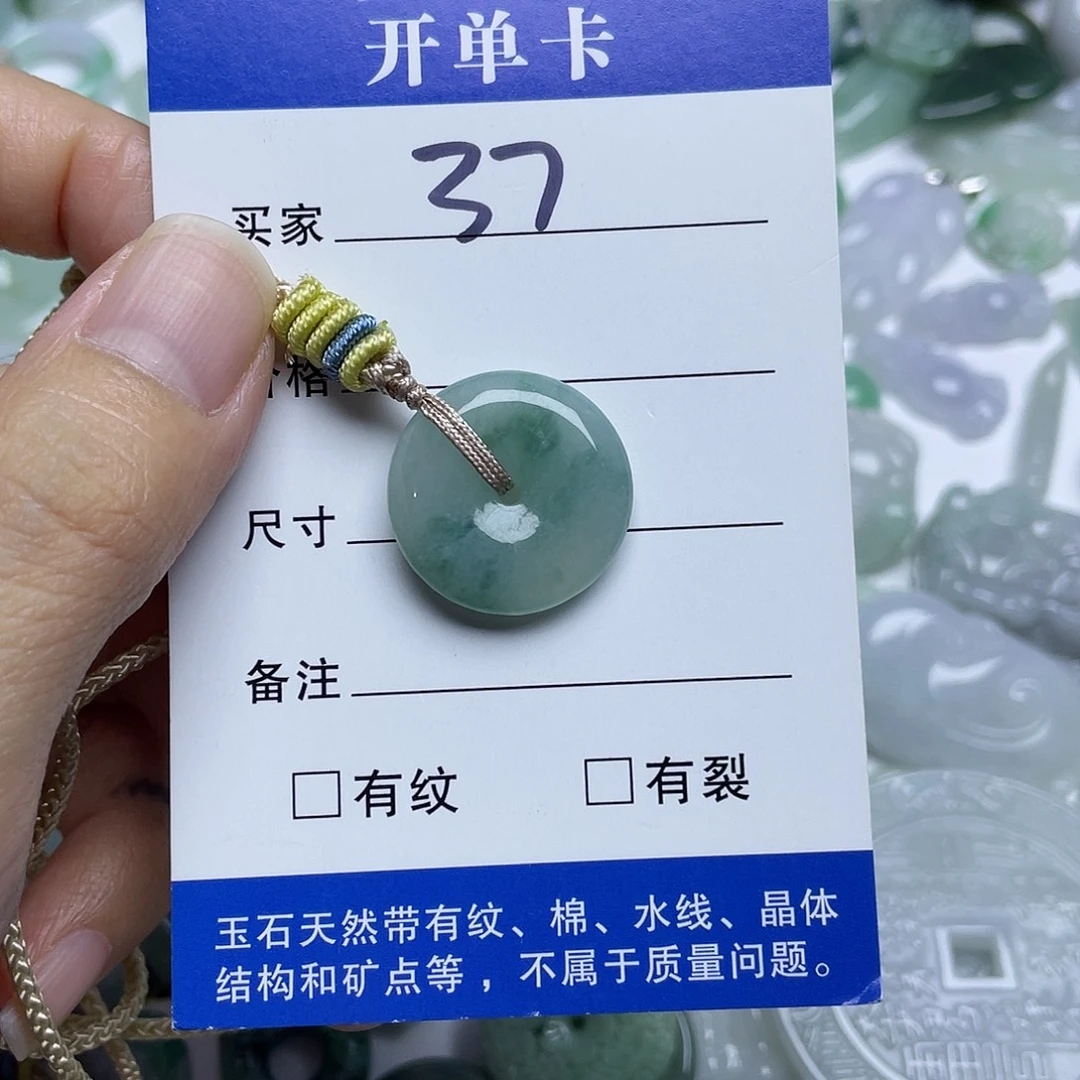 开单卡
买家 37
价格
尺寸
备注
□有纹 □有裂
玉石天然带有纹、棉、水线、晶体
结构和矿点等，不属于质量问题。